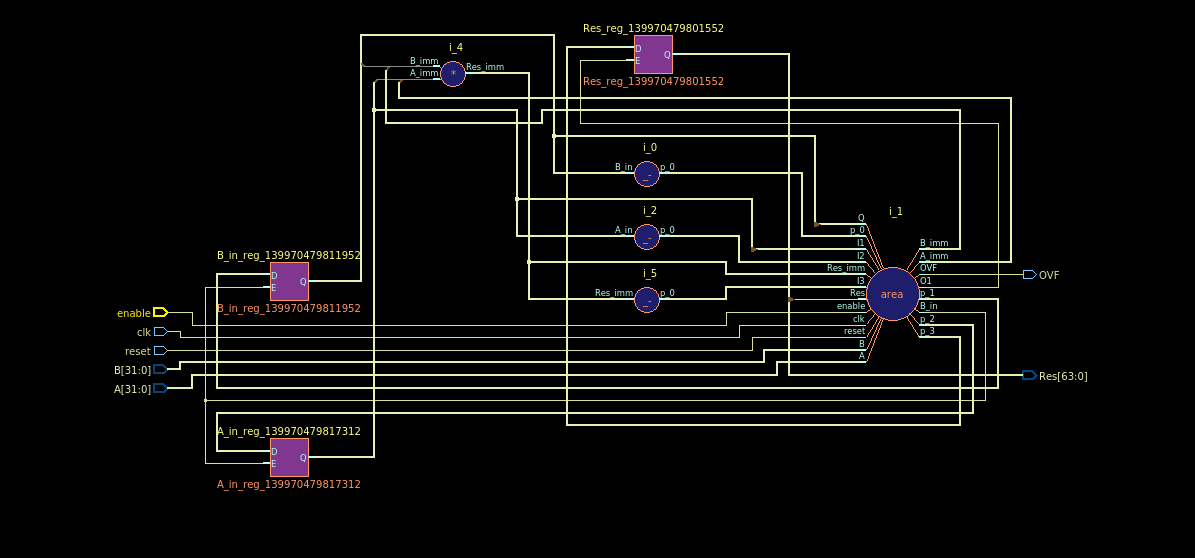 Res_reg_139970479801552
D
Q
E
Res_reg_139970479801552
i_4
B_imm
A_imm
*
Res_imm
i_0
B_in
_-
p_0
i_2
A_in
_-
p_0
i_5
Res_imm
_-
p_0
i_1
Q
p_0
I1
I2
Res_imm
I3
Res
enable
clk
reset
B
A
area
B_imm
A_imm
OVF
O1
p_1
B_in
p_2
p_3
OVF
Res[63:0]
B_in_reg_139970479811952
D
Q
E
B_in_reg_139970479811952
enable
clk
reset
B[31:0]
A[31:0]
A_in_reg_139970479817312
D
Q
E
A_in_reg_139970479817312